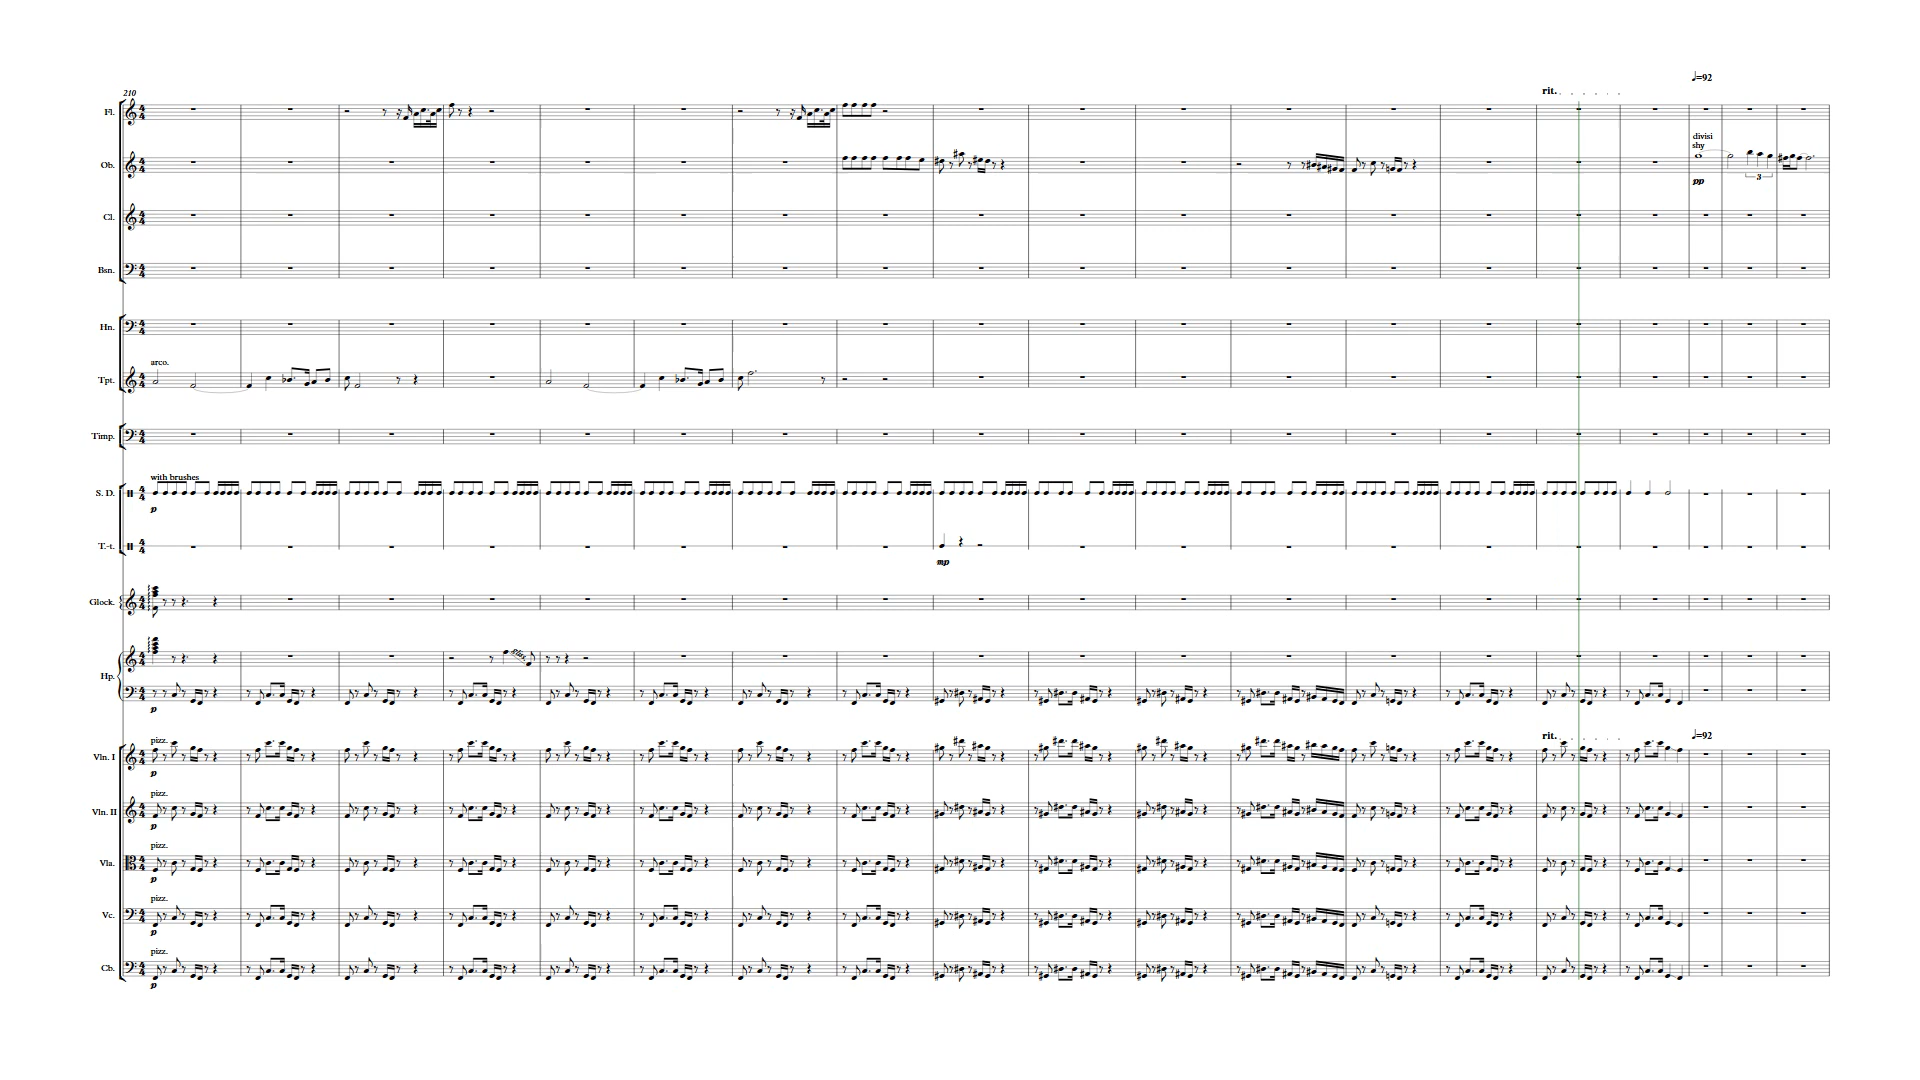 ♩=92
rit. . . . . . .
210
Fl.
divisi
shy
Ob.
pp
3
Cl.
Bsn.
Hn.
arco.
Tpt.
Timp.
with brushes
S. D.
p
T.-t.
mp
Glock.
gliss.
Hp.
p
rit. . . . . . .
♩=92
pizz.
Vln. I
p
pizz.
Vln. II
p
pizz.
Vla.
p
pizz.
Vc.
p
pizz.
Cb.
p